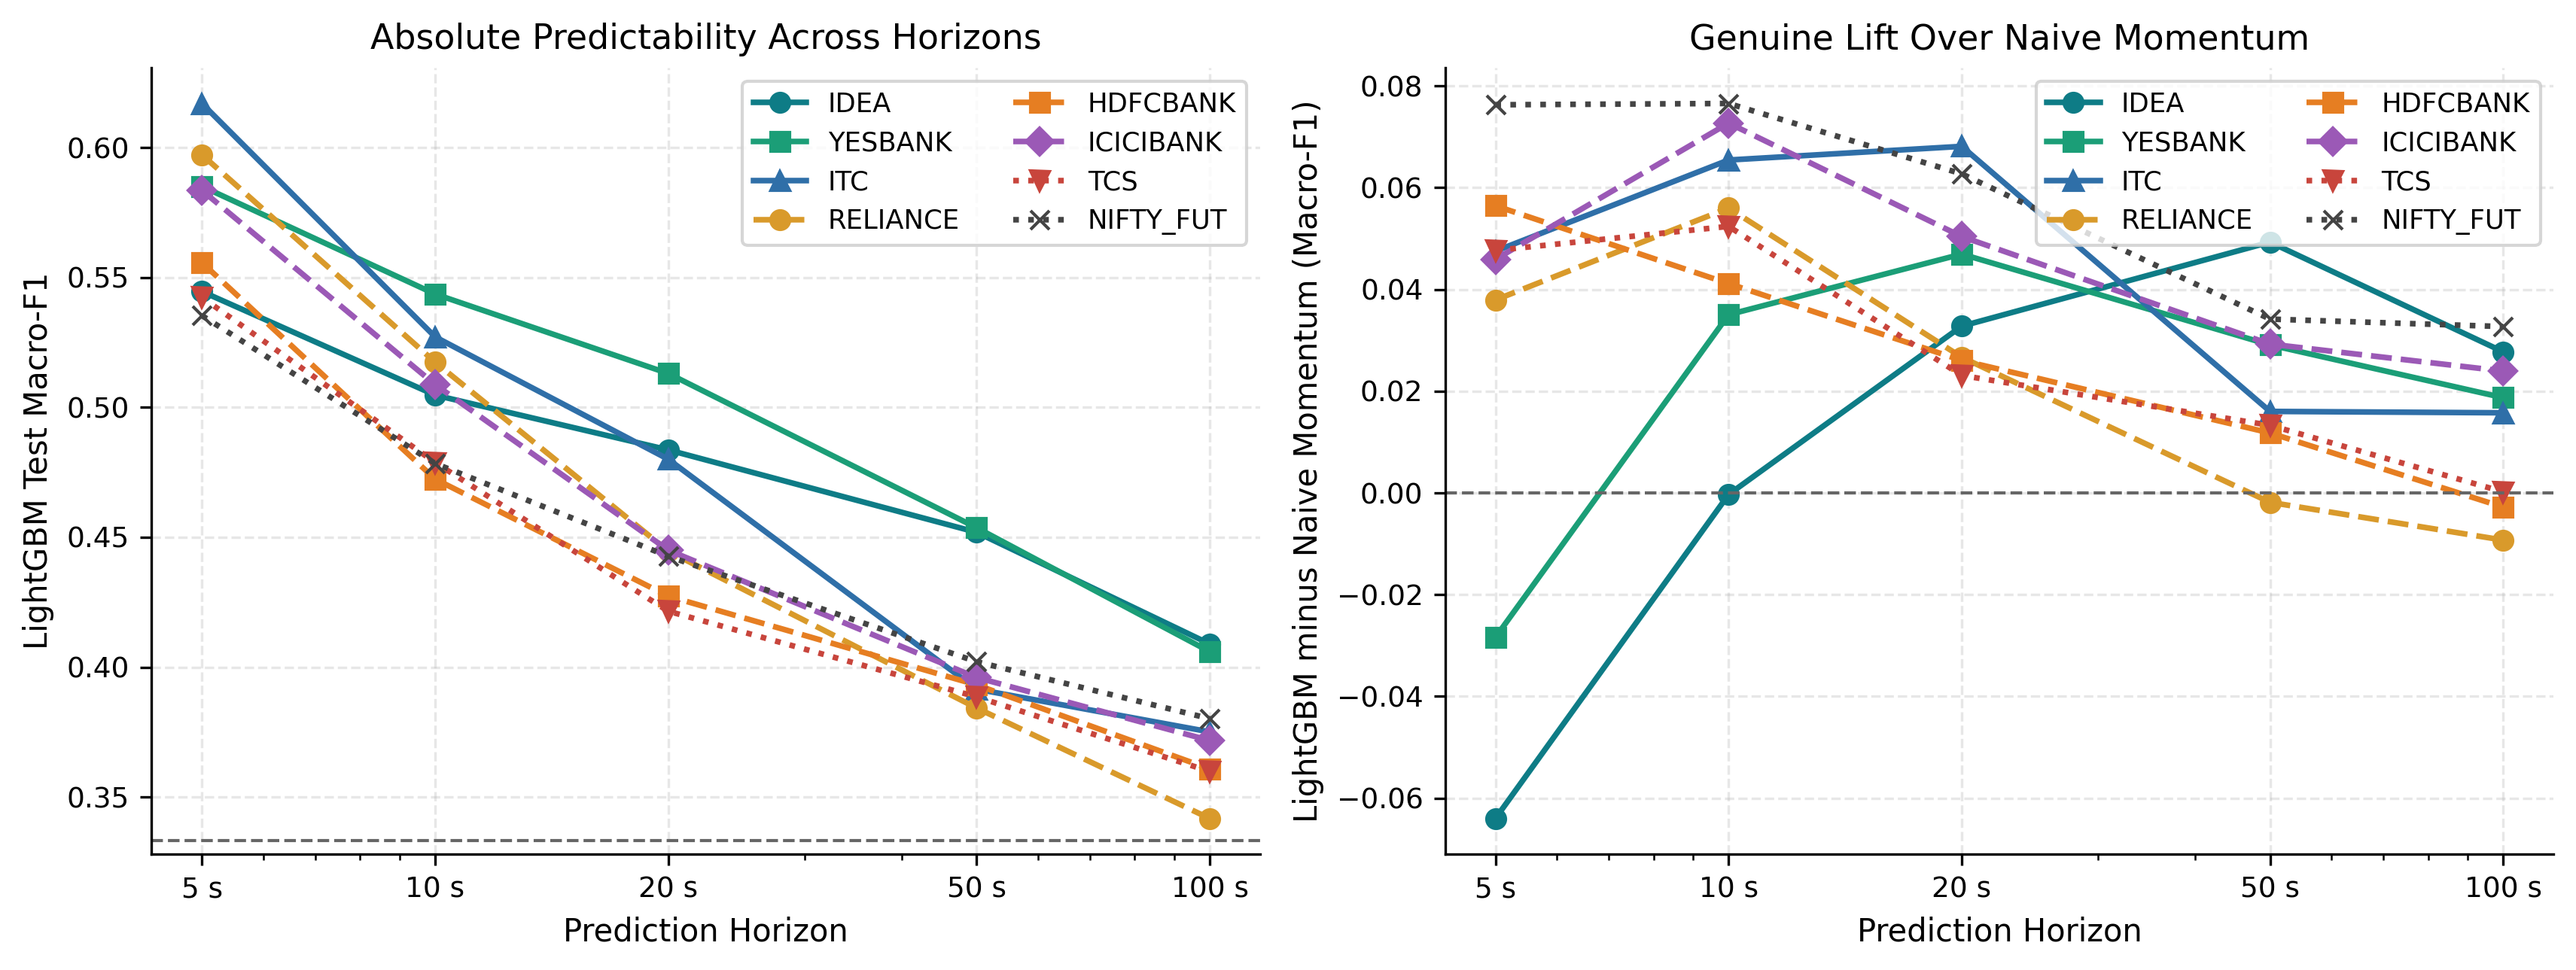 Absolute Predictability Across Horizons
LightGBM Test Macro-F1
0.60
0.55
0.50
0.45
0.40
0.35
IDEA
YESBANK
ITC
RELIANCE
HDFCBANK
ICICIBANK
TCS
NIFTY_FUT
5 s
10 s
20 s
50 s
100 s
Prediction Horizon
Genuine Lift Over Naive Momentum
LightGBM minus Naive Momentum (Macro-F1)
0.08
0.06
0.04
0.02
0.00
−0.02
−0.04
−0.06
IDEA
YESBANK
ITC
RELIANCE
HDFCBANK
ICICIBANK
TCS
NIFTY_FUT
5 s
10 s
20 s
50 s
100 s
Prediction Horizon